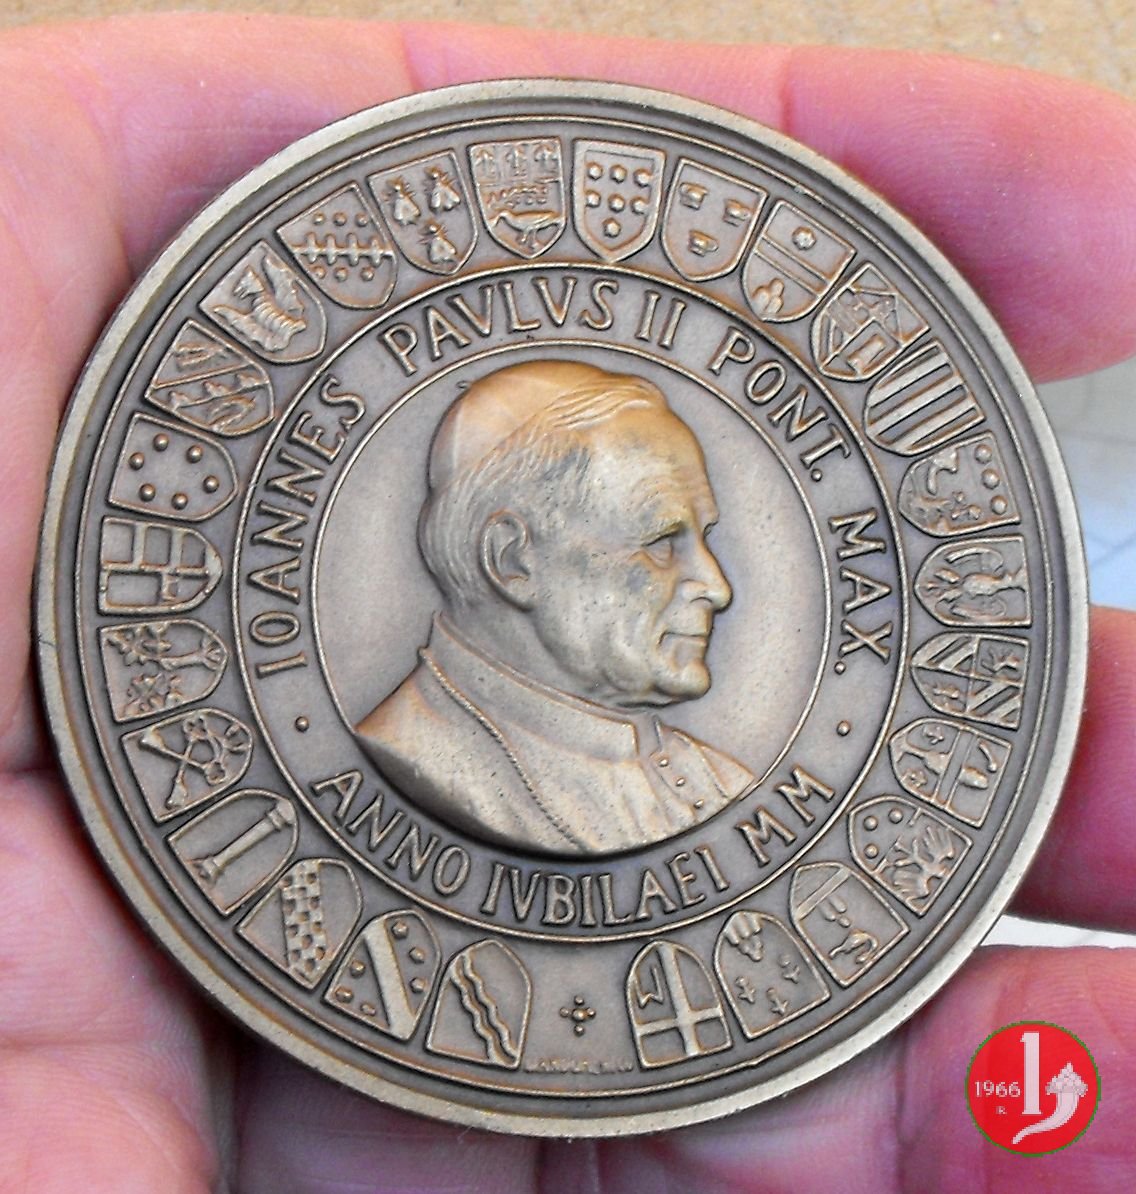 IOANNES PAVLVS II PONT. MAX.
ANNO IVBILAEI MM
1966
R